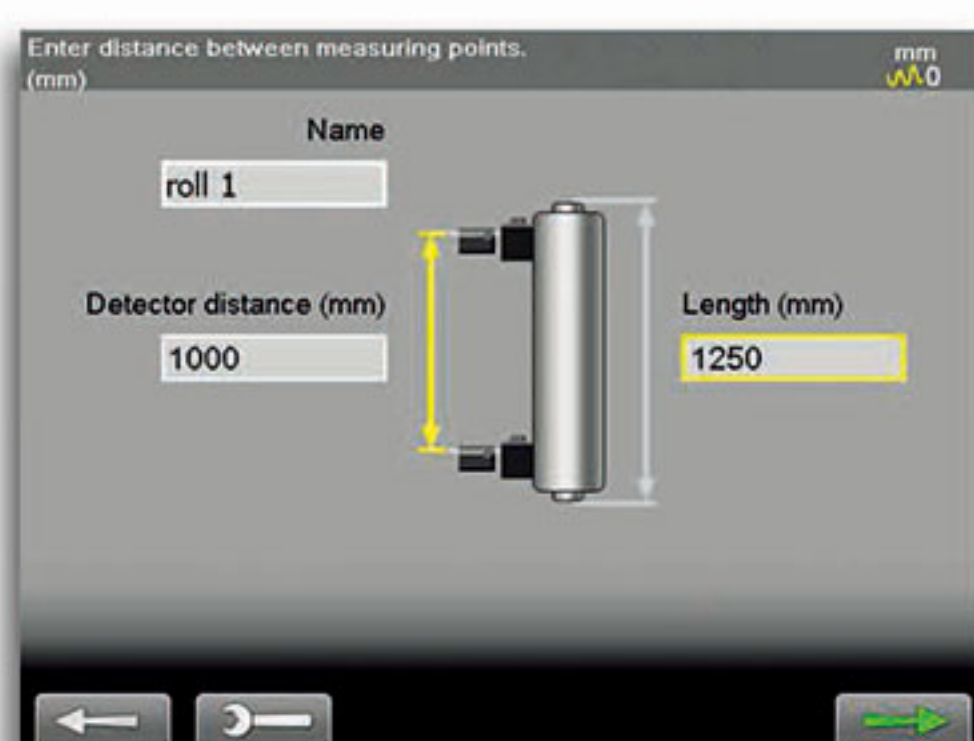 Enter distance between measuring points.
(mm)
mm
0
Name
roll 1
Detector distance (mm)
1000
Length (mm)
1250